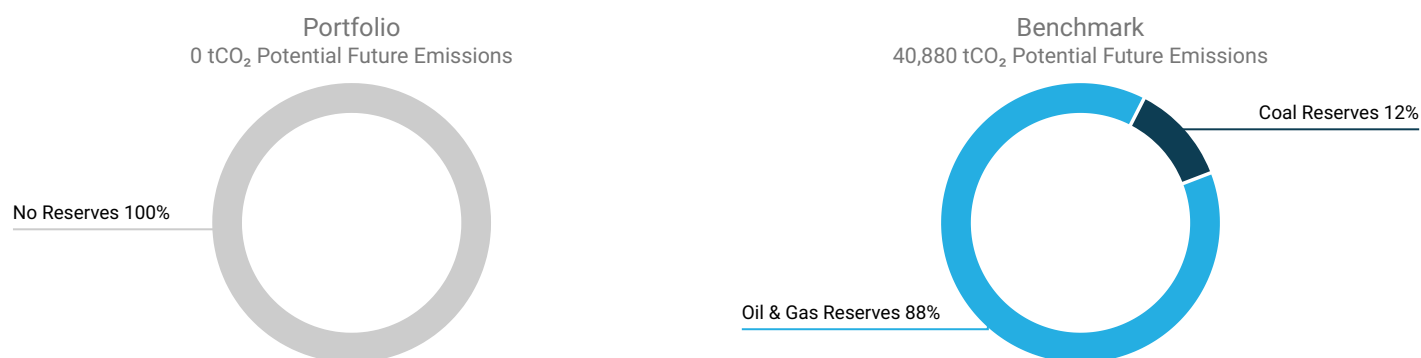 Portfolio
0 tCO₂ Potential Future Emissions
No Reserves 100%
Benchmark
40,880 tCO₂ Potential Future Emissions
Coal Reserves 12%
Oil & Gas Reserves 88%